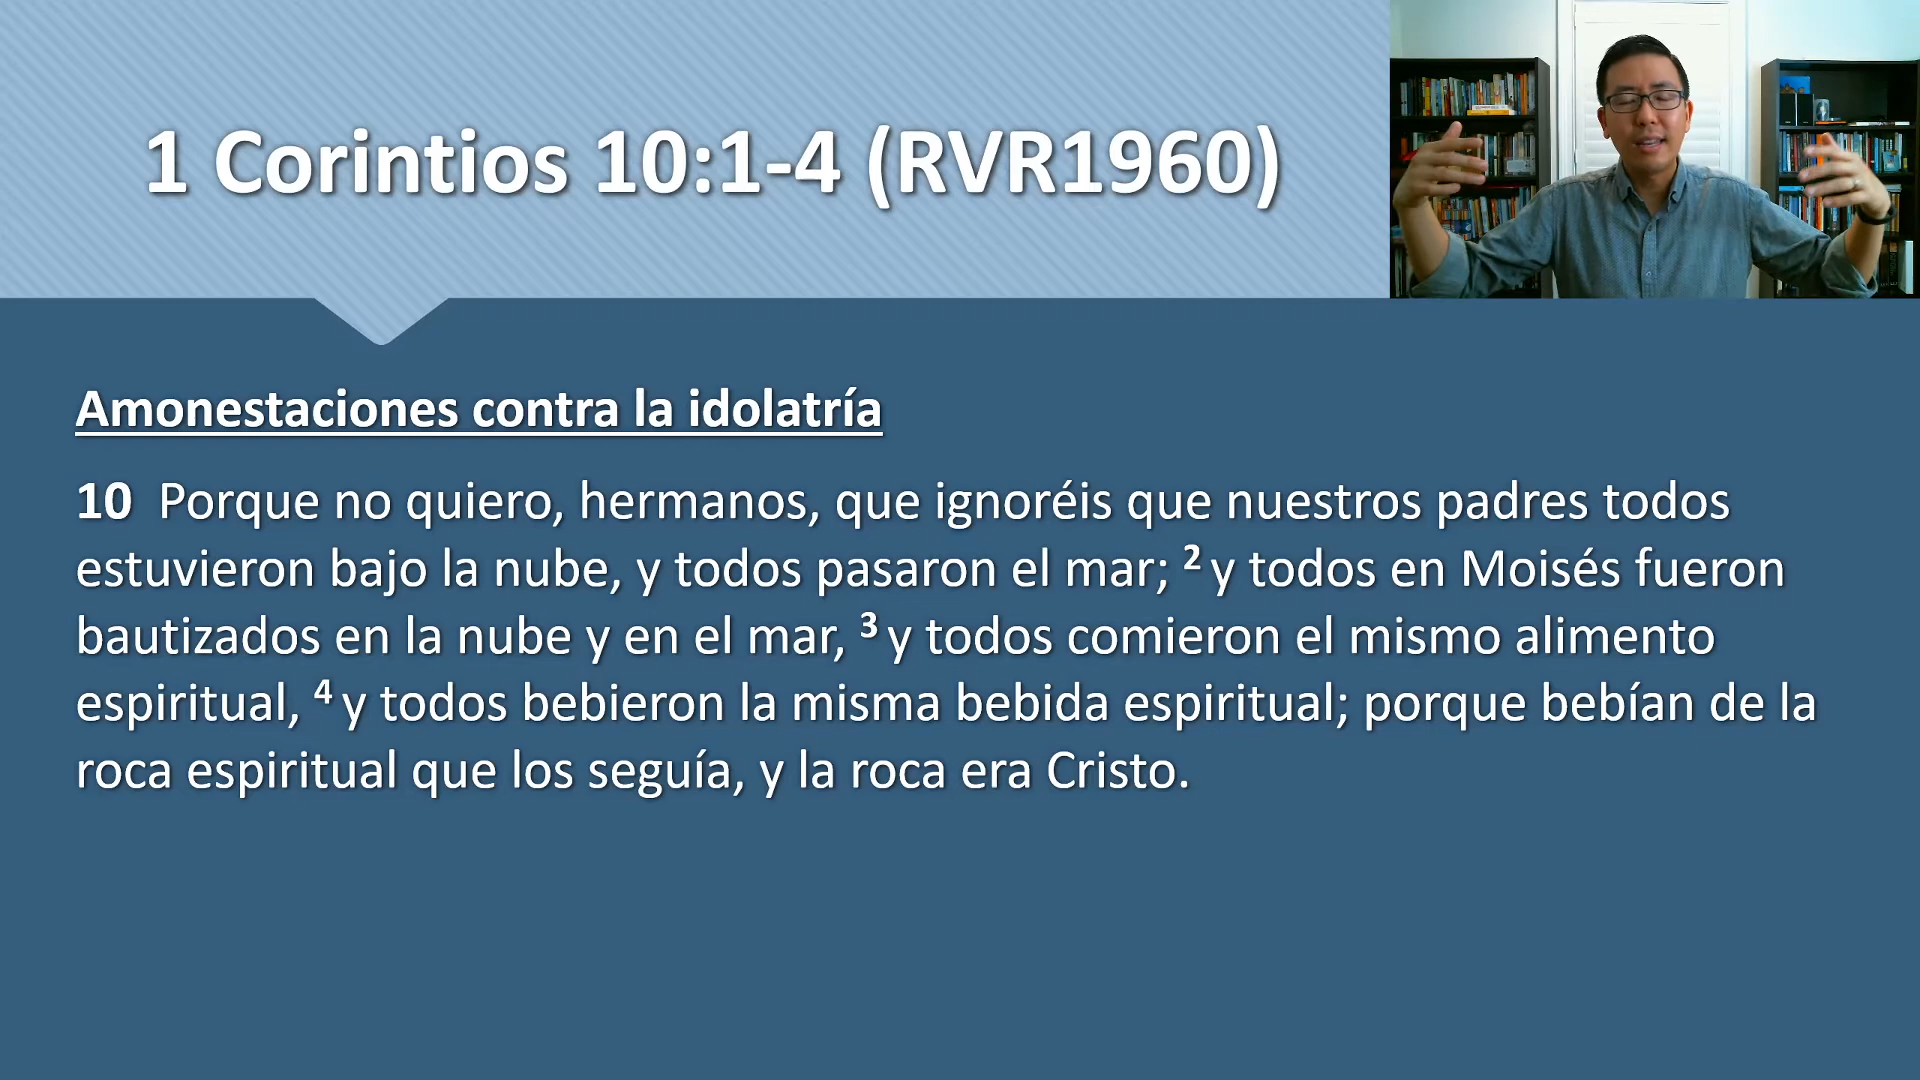 1 Corintios 10:1-4 (RVR1960)
Amonestaciones contra la idolatría
10 Porque no quiero, hermanos, que ignoréis que nuestros padres todos
estuvieron bajo la nube, y todos pasaron el mar; 2 y todos en Moisés fueron
bautizados en la nube y en el mar, 3 y todos comieron el mismo alimento
espiritual, 4 y todos bebieron la misma bebida espiritual; porque bebían de la
roca espiritual que los seguía, y la roca era Cristo.